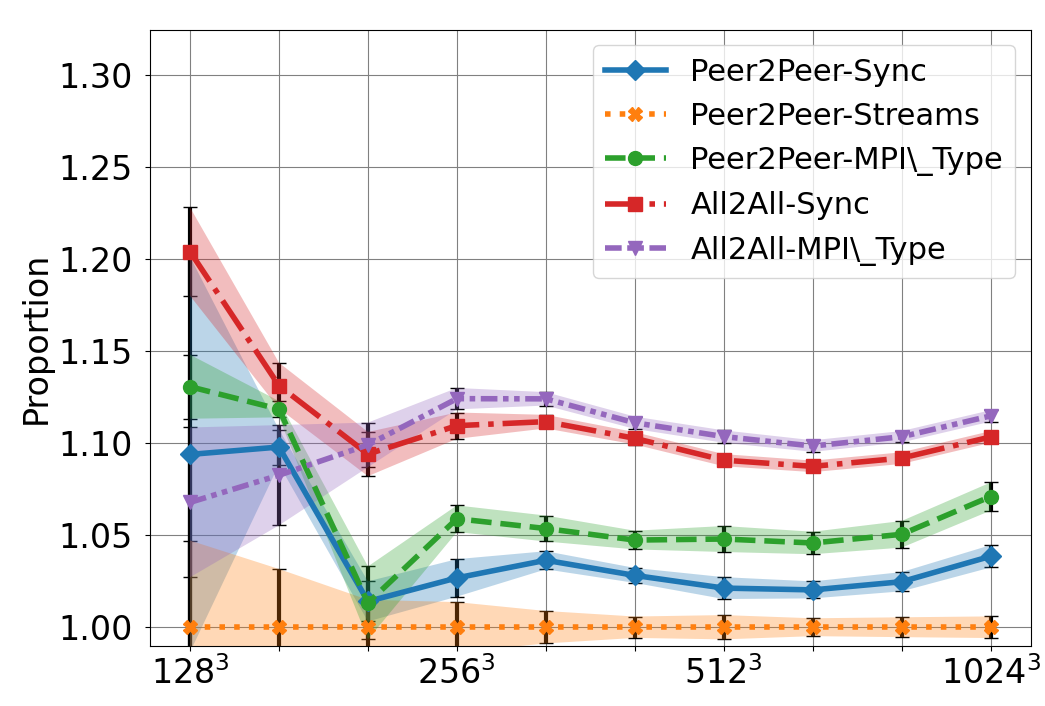 1.30
1.25
1.20
1.15
1.10
1.05
1.00
Proportion
Peer2Peer-Sync
Peer2Peer-Streams
Peer2Peer-MPI\_Type
All2All-Sync
All2All-MPI\_Type
128³ 256³ 512³ 1024³